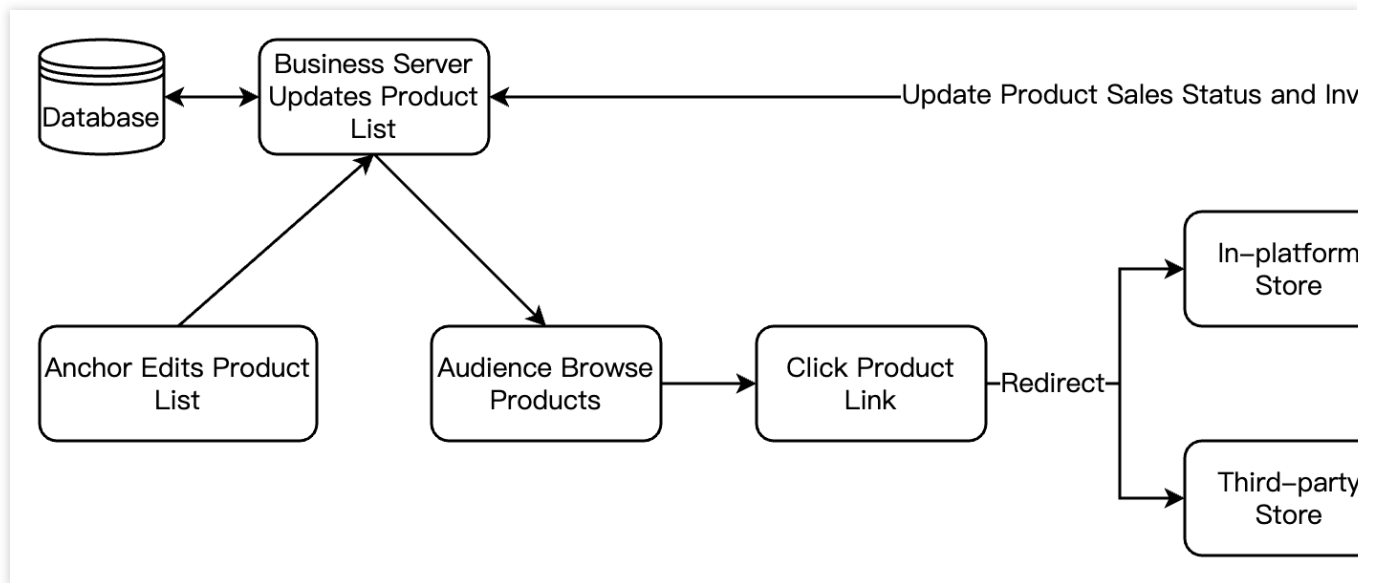 Business Server
Updates Product
List
Database
Update Product Sales Status and Inv
In–platform
Store
Anchor Edits Product
List
Audience Browse
Products
Click Product
Link
Redirect
Third–party
Store